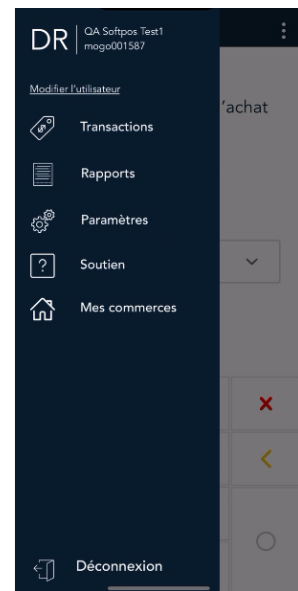 DR
QA Softpos Test1
mogo001587
Modifier l'utilisateur
'achat
Transactions
Rapports
Paramètres
Soutien
Mes commerces
Déconnexion